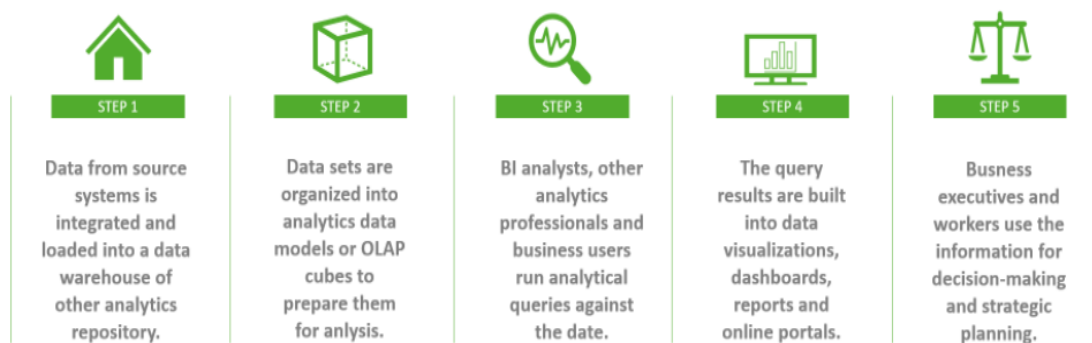 STEP 1
Data from source
systems is
integrated and
loaded into a data
warehouse of
other analytics
repository.
STEP 2
Data sets are
organized into
analytics data
models or OLAP
cubes to
prepare them
for anlysis.
STEP 3
BI analysts, other
analytics
professionals and
business users
run analytical
queries against
the date.
STEP 4
The query
results are built
into data
visualizations,
dashboards,
reports and
online portals.
STEP 5
Busness
executives and
workers use the
information for
decision-making
and strategic
planning.